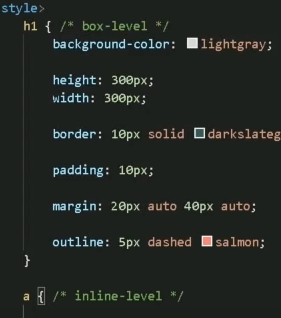 style>
h1 { /* box-level */
background-color: lightgray;
height: 300px;
width: 300px;
border: 10px solid darkslateg
padding: 10px;
margin: 20px auto 40px auto;
outline: 5px dashed salmon;
}
a { /* inline-level */